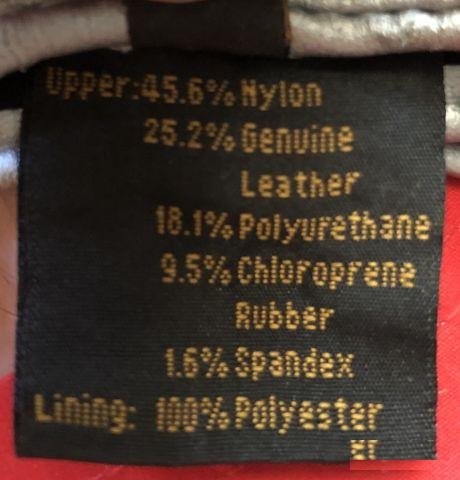 Upper:45.6% Nylon
25.2% Genuine
Leather
18.1% Polyurethane
9.5% Chloroprene
Rubber
1.6% Spandex
Lining: 100% Polyester